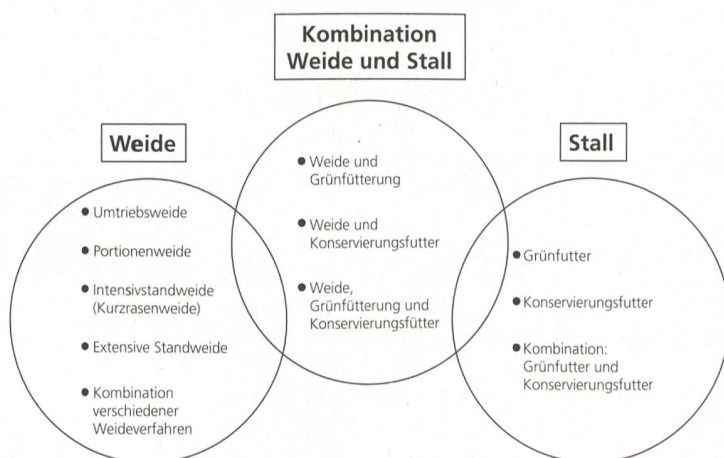 Kombination
Weide und Stall
Weide
• Umtriebsweide
• Portionenweide
• Intensivstandweide
(Kurzrasenweide)
• Extensive Standweide
• Kombination
verschiedener
Weideverfahren
• Weide und
Grünfütterung
• Weide und
Konservierungsfutter
• Weide,
Grünfütterung und
Konservierungsfütter
Stall
• Grünfutter
• Konservierungsfutter
• Kombination:
Grünfutter und
Konservierungsfutter